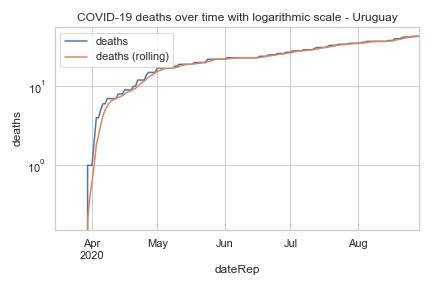 COVID-19 deaths over time with logarithmic scale - Uruguay
deaths
deaths (rolling)
10¹
10⁰
deaths
Apr May Jun Jul Aug
2020
dateRep